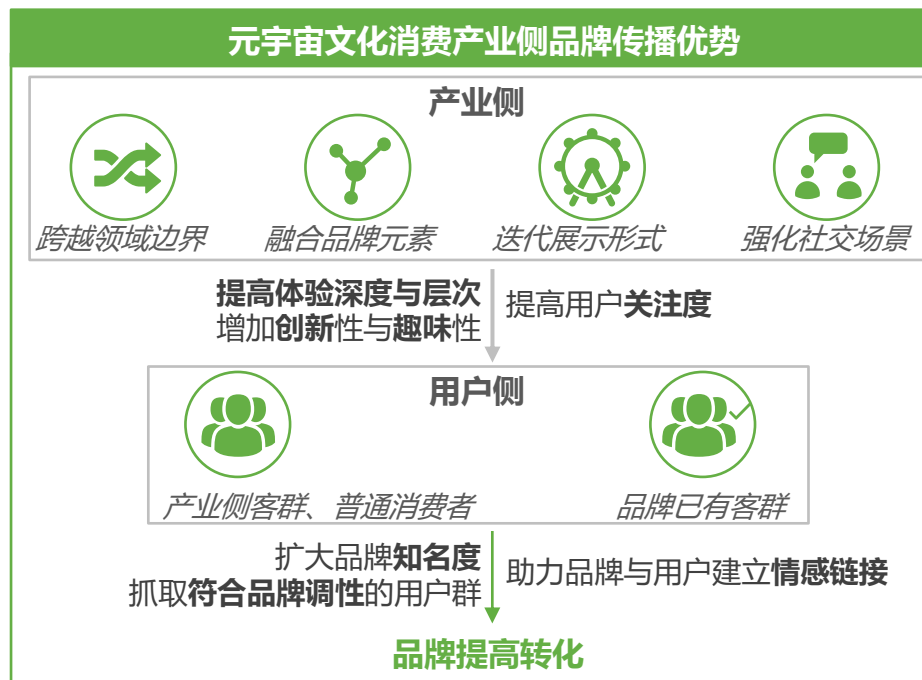 元宇宙文化消费产业侧品牌传播优势
产业侧
跨越领域边界
融合品牌元素
迭代展示形式
强化社交场景
提高体验深度与层次
增加创新性与趣味性
提高用户关注度
用户侧
产业侧客群、普通消费者
品牌已有客群
扩大品牌知名度
抓取符合品牌调性的用户群
助力品牌与用户建立情感链接
品牌提高转化